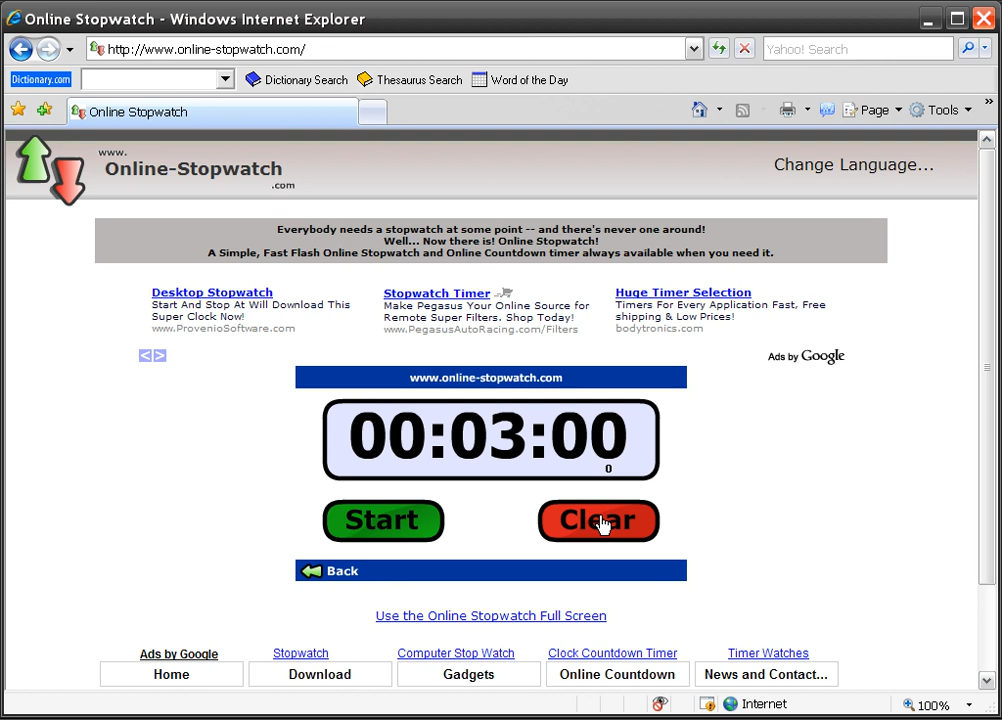 Online Stopwatch - Windows Internet Explorer
http://www.online-stopwatch.com/
Yahoo! Search
Dictionary.com
Dictionary Search
Thesaurus Search
Word of the Day
Online Stopwatch
Page
Tools
www.
Online-Stopwatch
.com
Change Language...
Everybody needs a stopwatch at some point -- and there's never one around!
Well... Now there is! Online Stopwatch!
A Simple, Fast Flash Online Stopwatch and Online Countdown timer always available when you need it.
Desktop Stopwatch
Start And Stop At Will Download This
Super Clock Now!
www.ProvenioSoftware.com
Stopwatch Timer
Make Pegasus Your Online Source for
Remote Super Filters. Shop Today!
www.PegasusAutoRacing.com/Filters
Huge Timer Selection
Timers For Every Application Fast, Free
shipping & Low Prices!
bodytronics.com
<>
Ads by Google
www.online-stopwatch.com
00:03:00
0
Start
Clear
Back
Use the Online Stopwatch Full Screen
Ads by Google
Stopwatch
Computer Stop Watch
Clock Countdown Timer
Timer Watches
Home
Download
Gadgets
Online Countdown
News and Contact...
Internet
100%